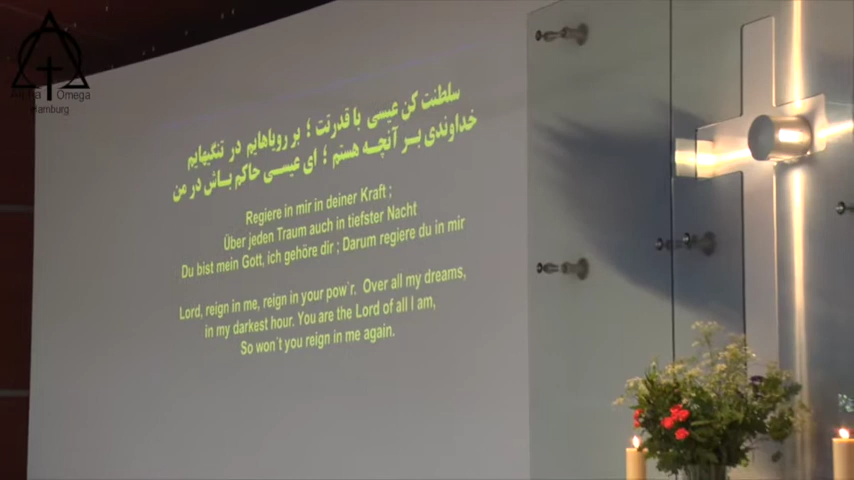 Alpha Omega
Hamburg
سلطنت کن عیسی با قدرتت ؛ بر رویاهایم در تنگیهایم
خداوندی بر آنچه هستم ؛ ای عیسی حاکم باش در من
Regiere in mir in deiner Kraft ;
Über jeden Traum auch in tiefster Nacht
Du bist mein Gott, ich gehöre dir ; Darum regiere du in mir
Lord, reign in me, reign in your pow´r. Over all my dreams,
in my darkest hour. You are the Lord of all I am,
So won´t you reign in me again.